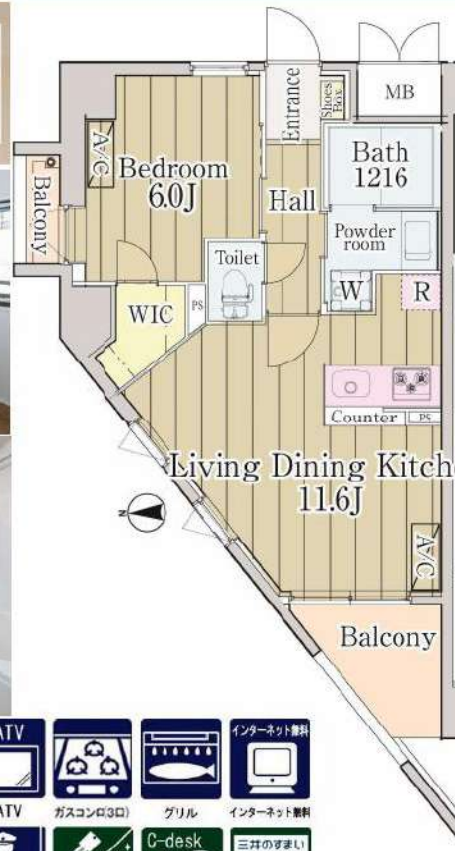 Entrance
Shoes
Box
MB
A/C
Bedroom
6.0J
Bath
1216
Hall
Balcony
Powder
room
Toilet
W
R
WIC
PS
Counter
PS
Living Dining Kitche
11.6J
N
A/C
Balcony
ATV
インターネット無料
ATV
ガスコンロ(3口)
グリル
インターネット無料
C-desk
三井のすまい